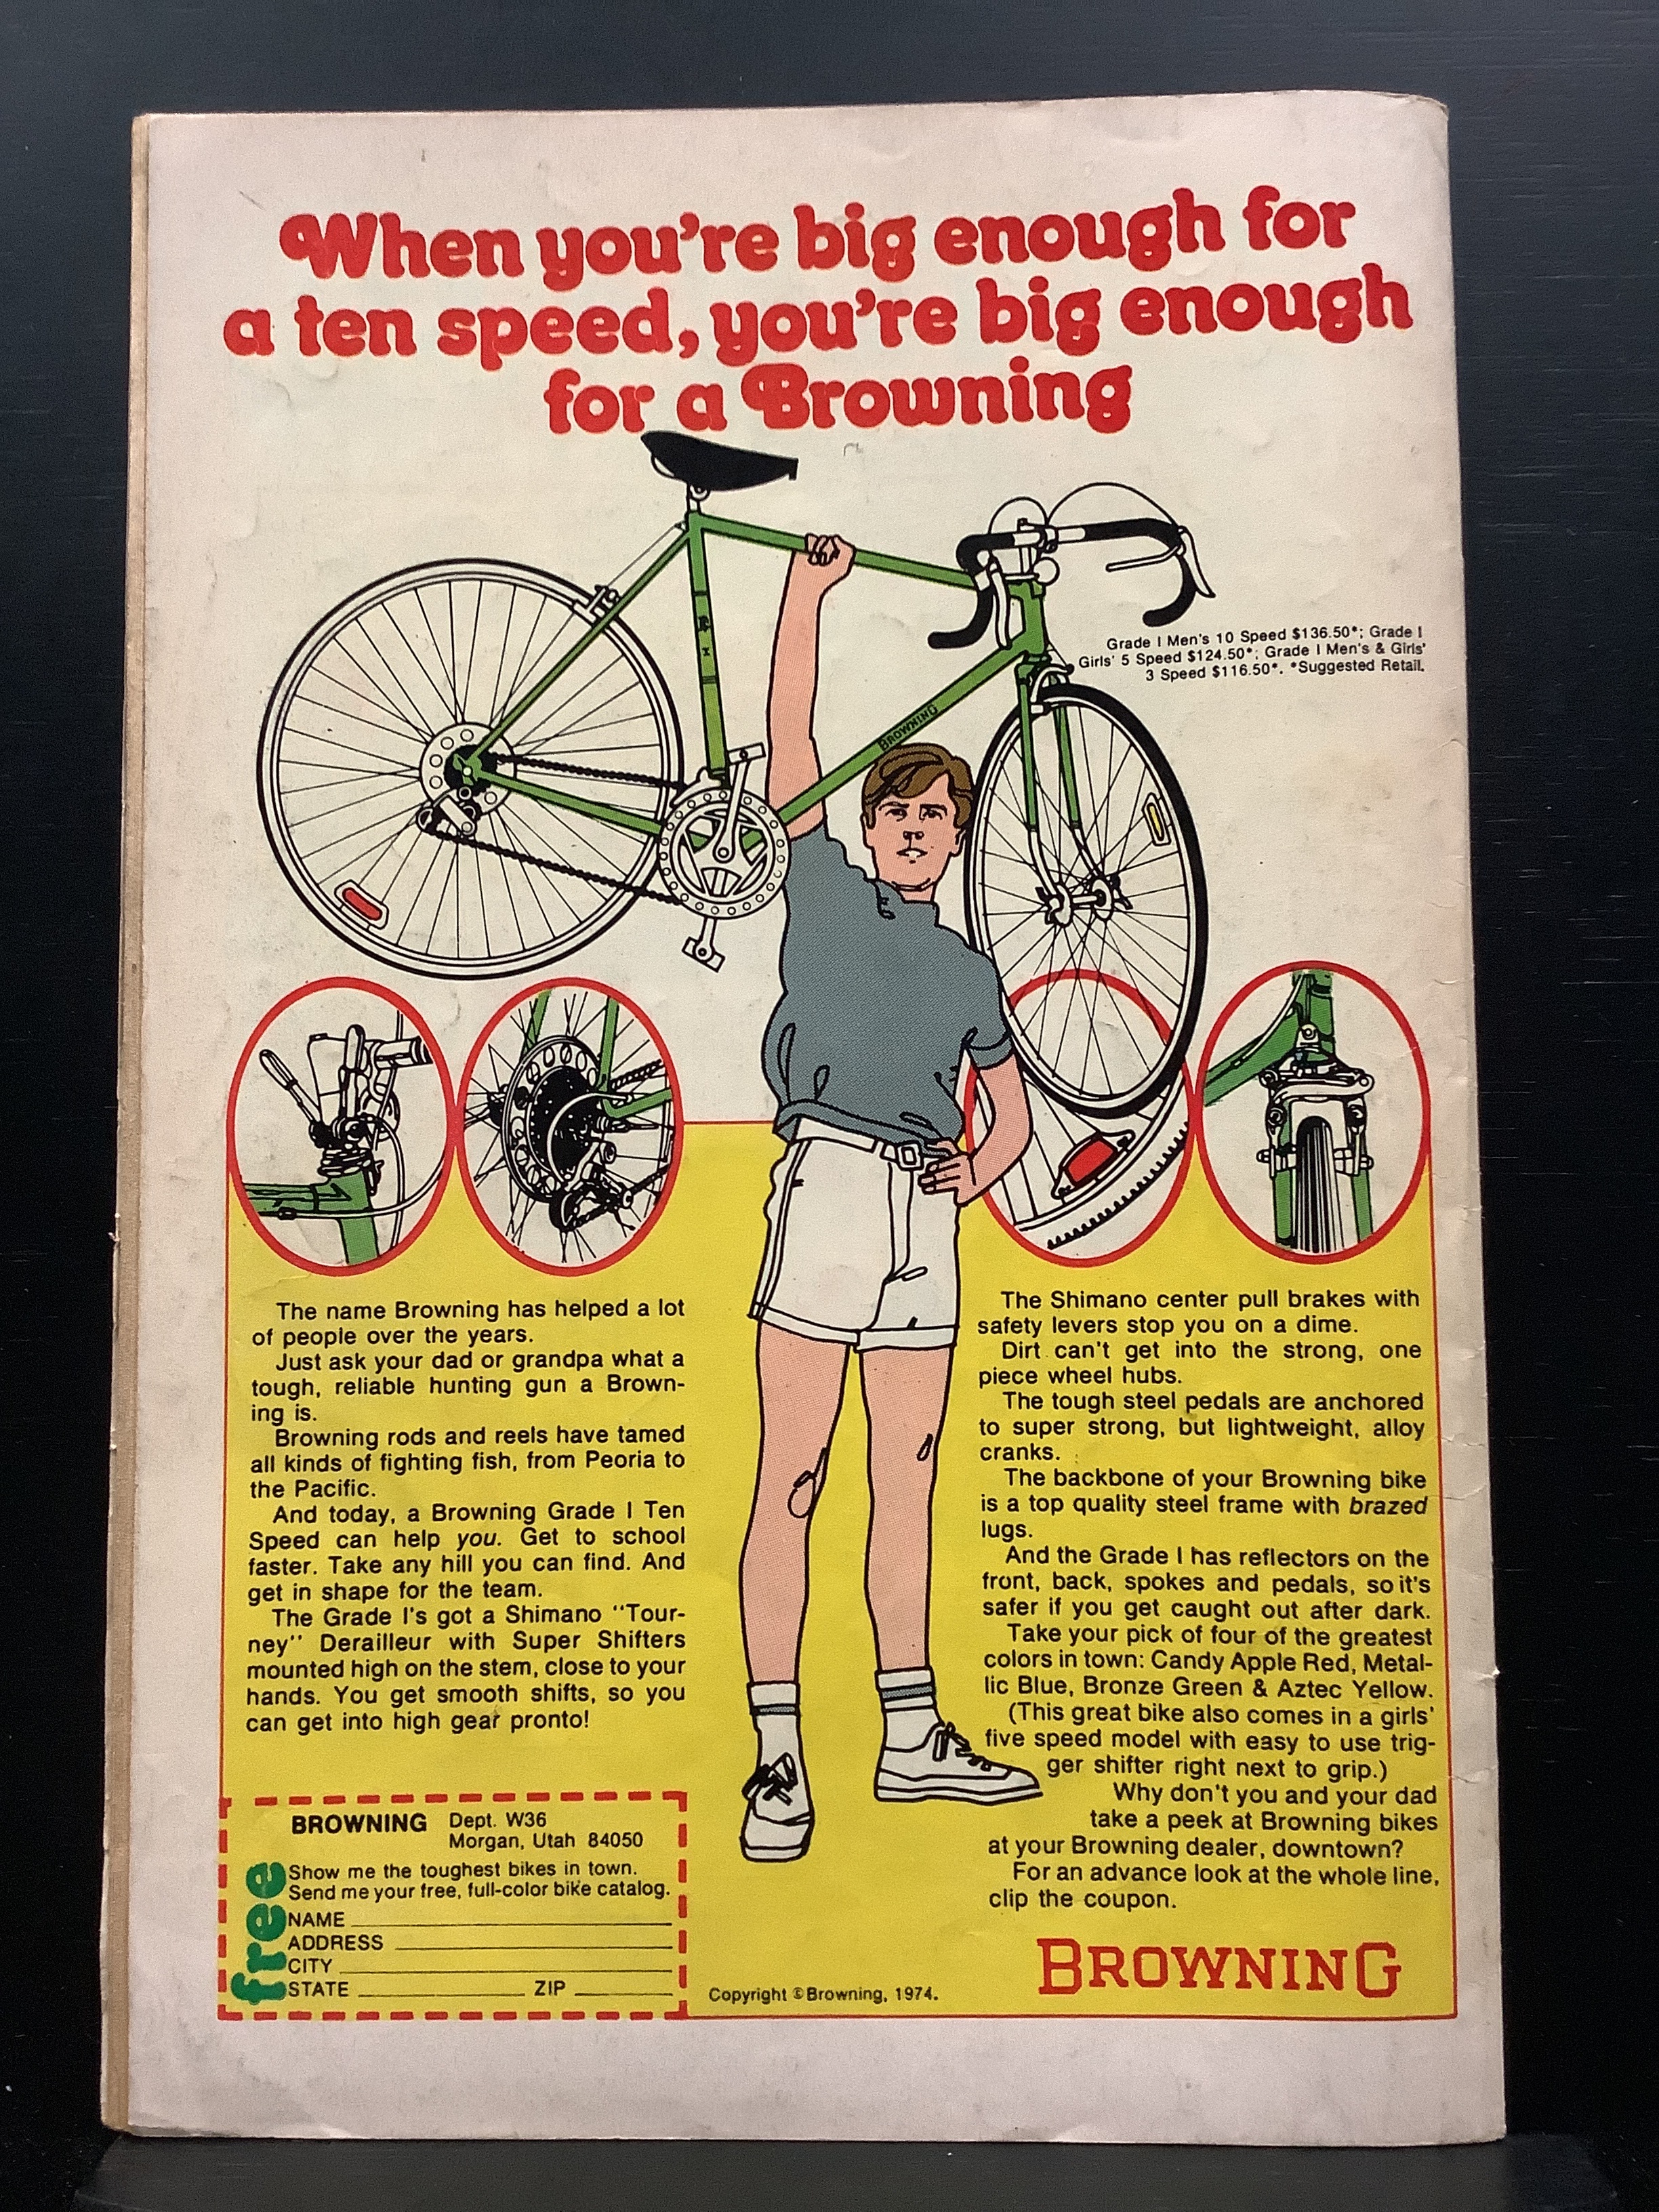 When you're big enough for
a ten speed, you're big enough
for a Browning
Grade I Men's 10 Speed $136.50*; Grade I
Girls' 5 Speed $124.50*; Grade I Men's & Girls'
3 Speed $116.50*. *Suggested Retail.
BROWNING
The name Browning has helped a lot
of people over the years.
Just ask your dad or grandpa what a
tough, reliable hunting gun a Brown-
ing is.
Browning rods and reels have tamed
all kinds of fighting fish, from Peoria to
the Pacific.
And today, a Browning Grade I Ten
Speed can help you. Get to school
faster. Take any hill you can find. And
get in shape for the team.
The Grade I's got a Shimano "Tour-
ney" Derailleur with Super Shifters
mounted high on the stem, close to your
hands. You get smooth shifts, so you
can get into high gear pronto!
The Shimano center pull brakes with
safety levers stop you on a dime.
Dirt can't get into the strong, one
piece wheel hubs.
The tough steel pedals are anchored
to super strong, but lightweight, alloy
cranks.
The backbone of your Browning bike
is a top quality steel frame with brazed
lugs.
And the Grade I has reflectors on the
front, back, spokes and pedals, so it's
safer if you get caught out after dark.
Take your pick of four of the greatest
colors in town: Candy Apple Red, Metal-
lic Blue, Bronze Green & Aztec Yellow.
(This great bike also comes in a girls'
five speed model with easy to use trig-
ger shifter right next to grip.)
Why don't you and your dad
take a peek at Browning bikes
at your Browning dealer, downtown?
For an advance look at the whole line,
clip the coupon.
BROWNING Dept. W36
Morgan, Utah 84050
free
Show me the toughest bikes in town.
Send me your free, full-color bike catalog.
NAME
ADDRESS
CITY
STATE ZIP
Copyright © Browning, 1974.
BROWNING